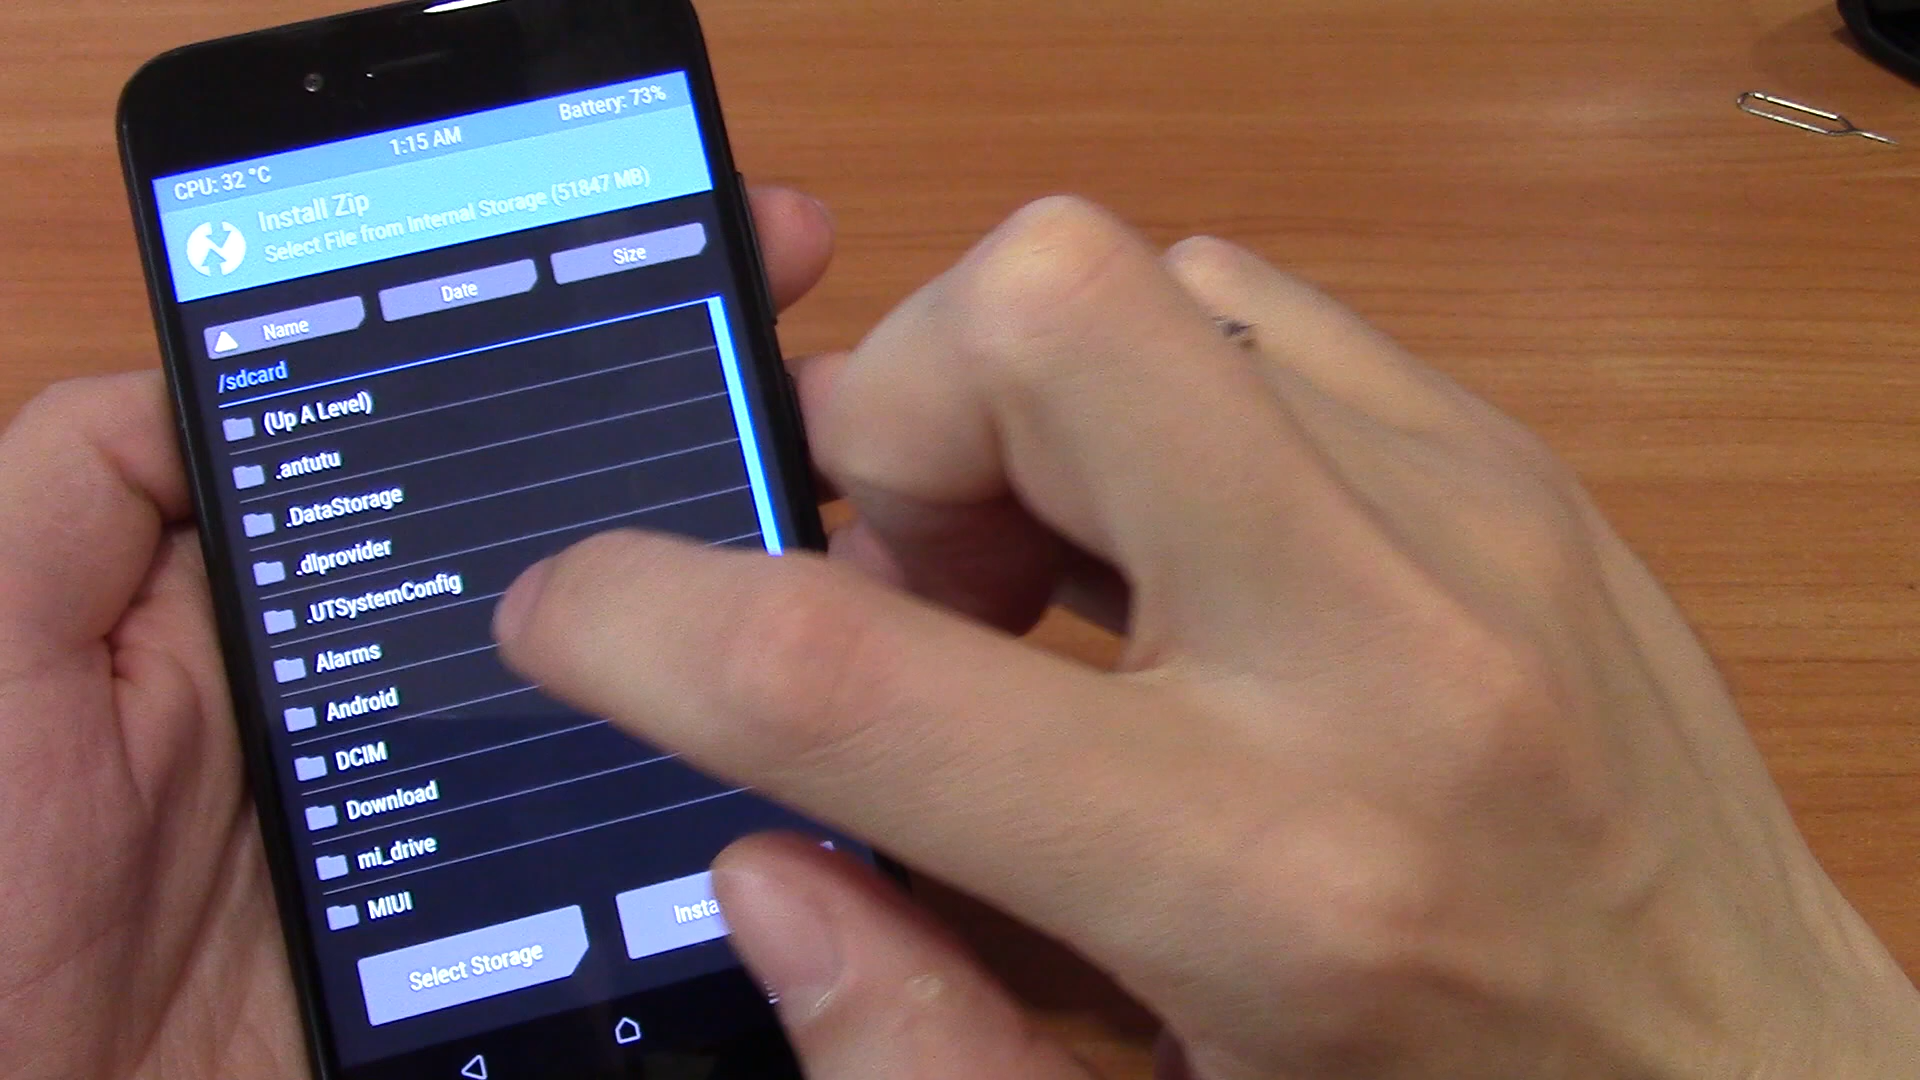 CPU: 32 °C 1:15 AM Battery: 73%
Install Zip
Select File from Internal Storage (51847 MB)
Name Date Size
/sdcard
(Up A Level)
.antutu
.DataStorage
.dlprovider
.UTSystemConfig
Alarms
Android
DCIM
Download
mi_drive
MIUI
Select Storage Insta